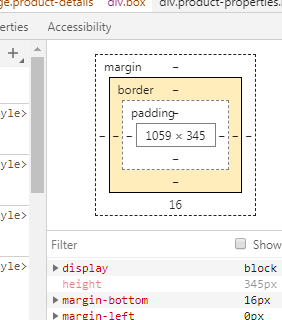 ge.product-details div.box div.product-properties.
perties Accessibility
margin –
border –
padding –
– – – 1059 × 345 – – –
–
–
16
yle>
yle>
yle>
yle>
Filter Show
display block
height 345px
margin-bottom 16px
margin-left 0px